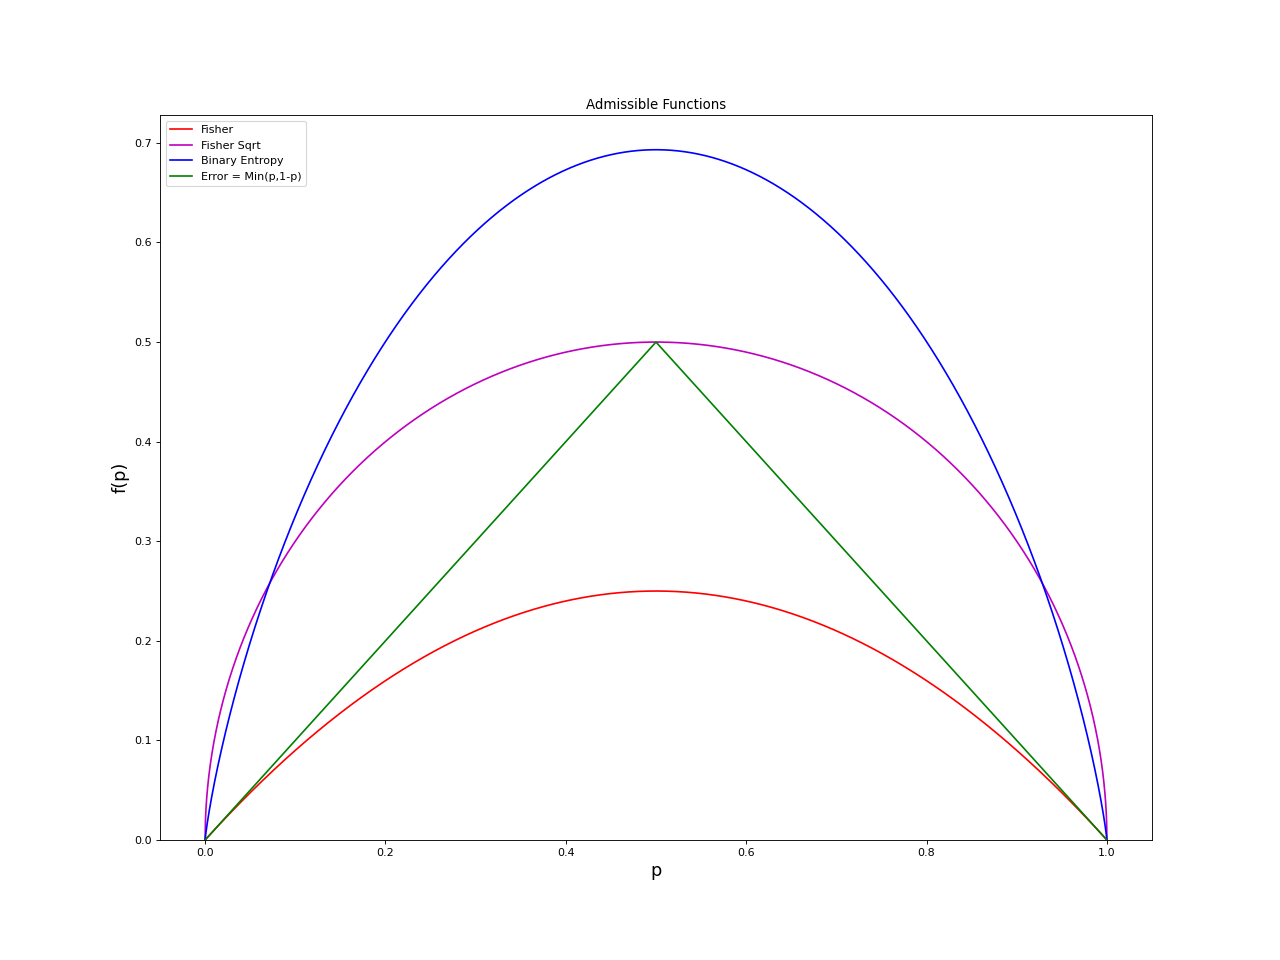 Admissible Functions
Fisher
Fisher Sqrt
Binary Entropy
Error = Min(p,1-p)
0.7
0.6
0.5
0.4
0.3
0.2
0.1
0.0
f(p)
0.0 0.2 0.4 0.6 0.8 1.0
p